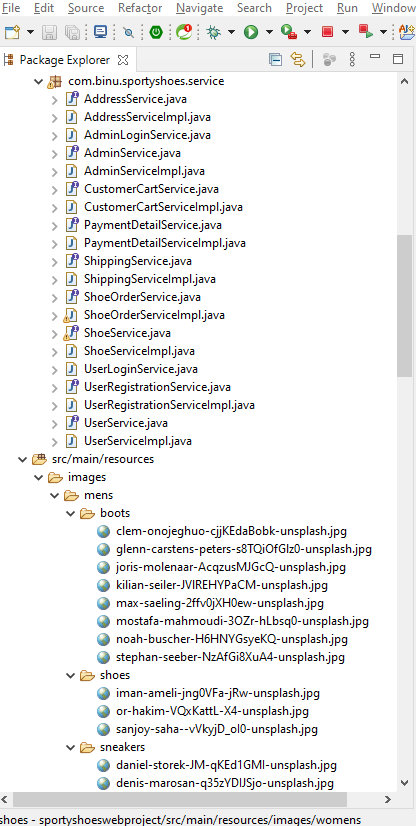 File Edit Source Refactor Navigate Search Project Run Window
Package Explorer
com.binu.sportyshoes.service
AddressService.java
AddressServiceImpl.java
AdminLoginService.java
AdminService.java
AdminServiceImpl.java
CustomerCartService.java
CustomerCartServiceImpl.java
PaymentDetailService.java
PaymentDetailServiceImpl.java
ShippingService.java
ShippingServiceImpl.java
ShoeOrderService.java
ShoeOrderServiceImpl.java
ShoeService.java
ShoeServiceImpl.java
UserLoginService.java
UserRegistrationService.java
UserRegistrationServiceImpl.java
UserService.java
UserServiceImpl.java
src/main/resources
images
mens
boots
clem-onojeghuo-cjjKEdaBobk-unsplash.jpg
glenn-carstens-peters-s8TQiOfGlz0-unsplash.jpg
joris-molenaar-AcqzusMJGcQ-unsplash.jpg
kilian-seiler-JVIREHYPaCM-unsplash.jpg
max-saeling-2ffv0jXH0ew-unsplash.jpg
mostafa-mahmoudi-3OZr-hLbsq0-unsplash.jpg
noah-buscher-H6HNYGsyeKQ-unsplash.jpg
stephan-seeber-NzAfGi8XuA4-unsplash.jpg
shoes
iman-ameli-jng0VFa-jRw-unsplash.jpg
or-hakim-VQxKattL-X4-unsplash.jpg
sanjoy-saha--vVkyjD_oI0-unsplash.jpg
sneakers
daniel-storek-JM-qKEd1GMI-unsplash.jpg
denis-marosan-q35zYDIJSjo-unsplash.jpg
shoes - sportyshoeswebproject/src/main/resources/images/womens